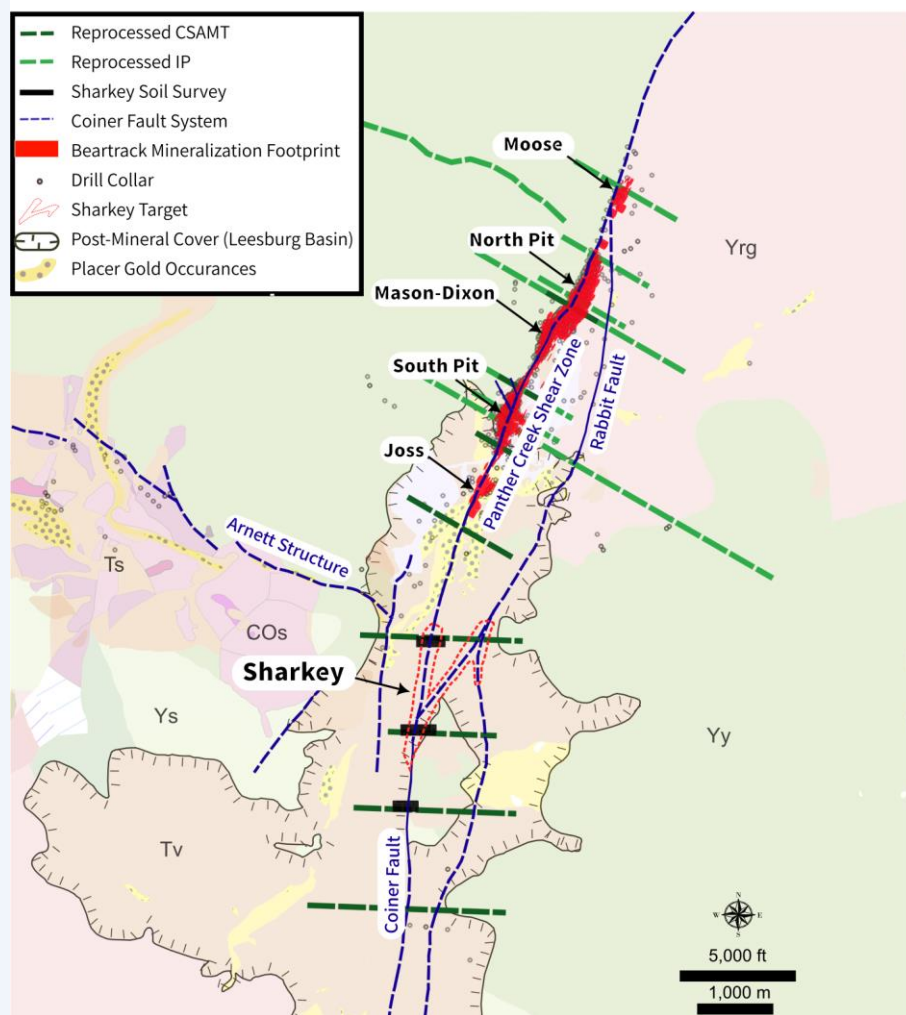 Reprocessed CSAMT
Reprocessed IP
Sharkey Soil Survey
Coiner Fault System
Beartrack Mineralization Footprint
Drill Collar
Sharkey Target
Post-Mineral Cover (Leesburg Basin)
Placer Gold Occurances
Moose
North Pit
Yrg
Mason-Dixon
South Pit
Panther Creek Shear Zone
Rabbit Fault
Joss
Arnett Structure
Ts
COs
Sharkey
Ys
Yy
Tv
Coiner Fault
N
W E
S
5,000 ft
1,000 m